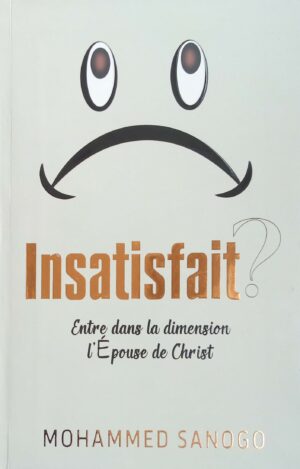 Insatisfait?
Entre dans la dimension
l'Épouse de Christ
MOHAMMED SANOGO